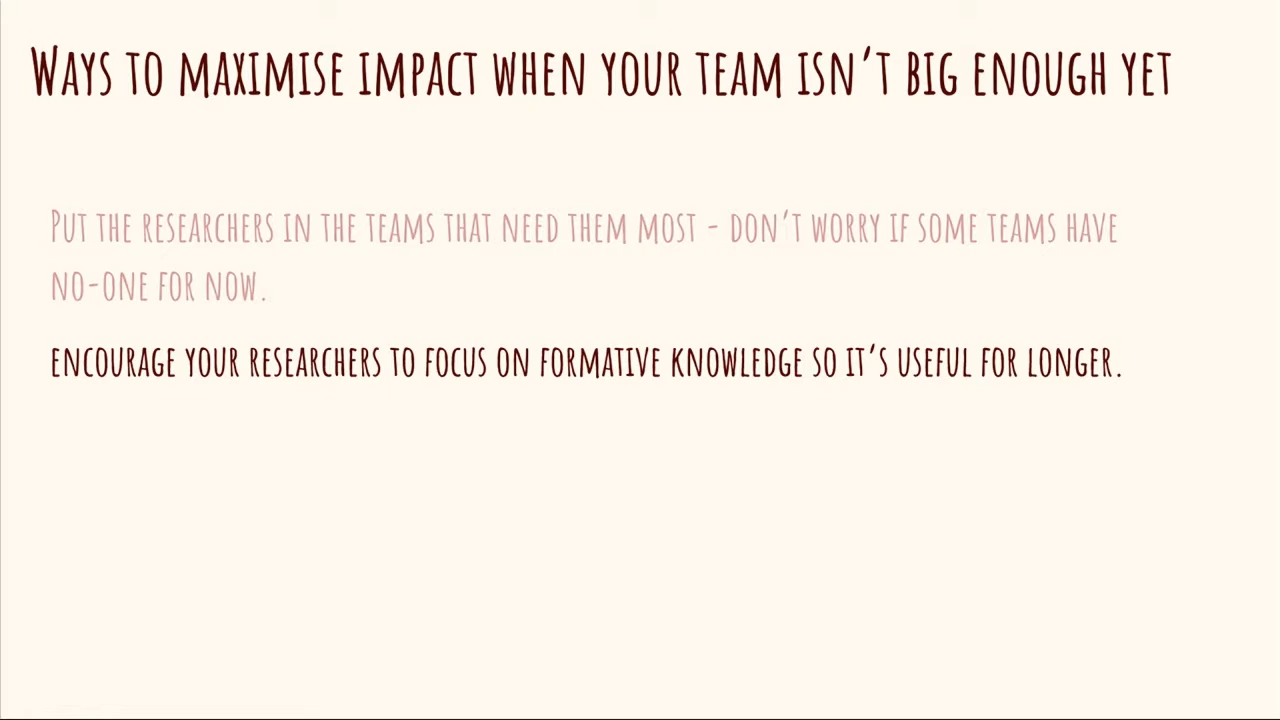 Ways to maximise impact when your team isn't big enough yet
Put the researchers in the teams that need them most - don't worry if some teams have
no-one for now.
encourage your researchers to focus on formative knowledge so it's useful for longer.